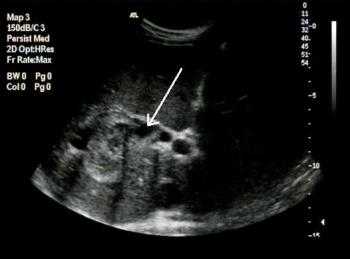 Map 3
150dB/C 3
Persist Med
2D Opt:HRes
Fr Rate:Max
BW 0 Pg 0
Col 0 Pg 0
0
11
24
32
40
45
51
54
-0
-5
-10
-15